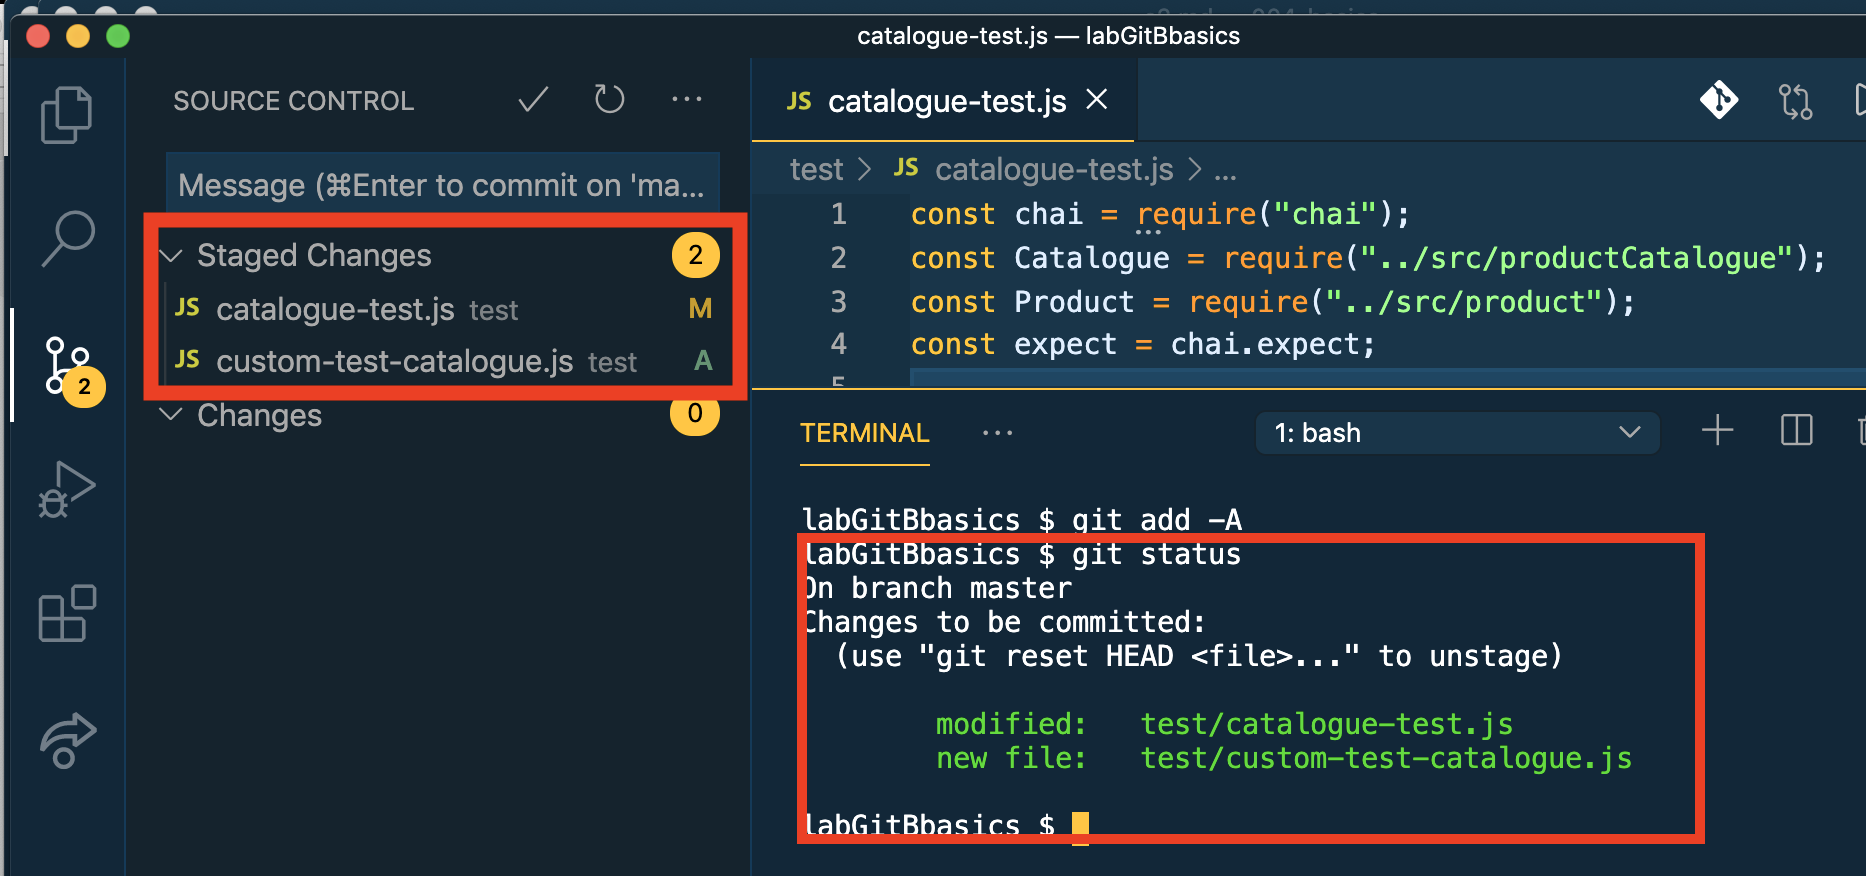 catalogue-test.js — labGitBbasics
SOURCE CONTROL
Message (⌘Enter to commit on 'ma...
Staged Changes 2
JS catalogue-test.js test M
JS custom-test-catalogue.js test A
Changes 0
2
JS catalogue-test.js
test > JS catalogue-test.js > ...
1 const chai = require("chai");
2 const Catalogue = require("../src/productCatalogue");
3 const Product = require("../src/product");
4 const expect = chai.expect;
5
TERMINAL ... 1: bash
labGitBbasics $ git add -A
labGitBbasics $ git status
On branch master
Changes to be committed:
(use "git reset HEAD <file>..." to unstage)
modified: test/catalogue-test.js
new file: test/custom-test-catalogue.js
labGitBbasics $